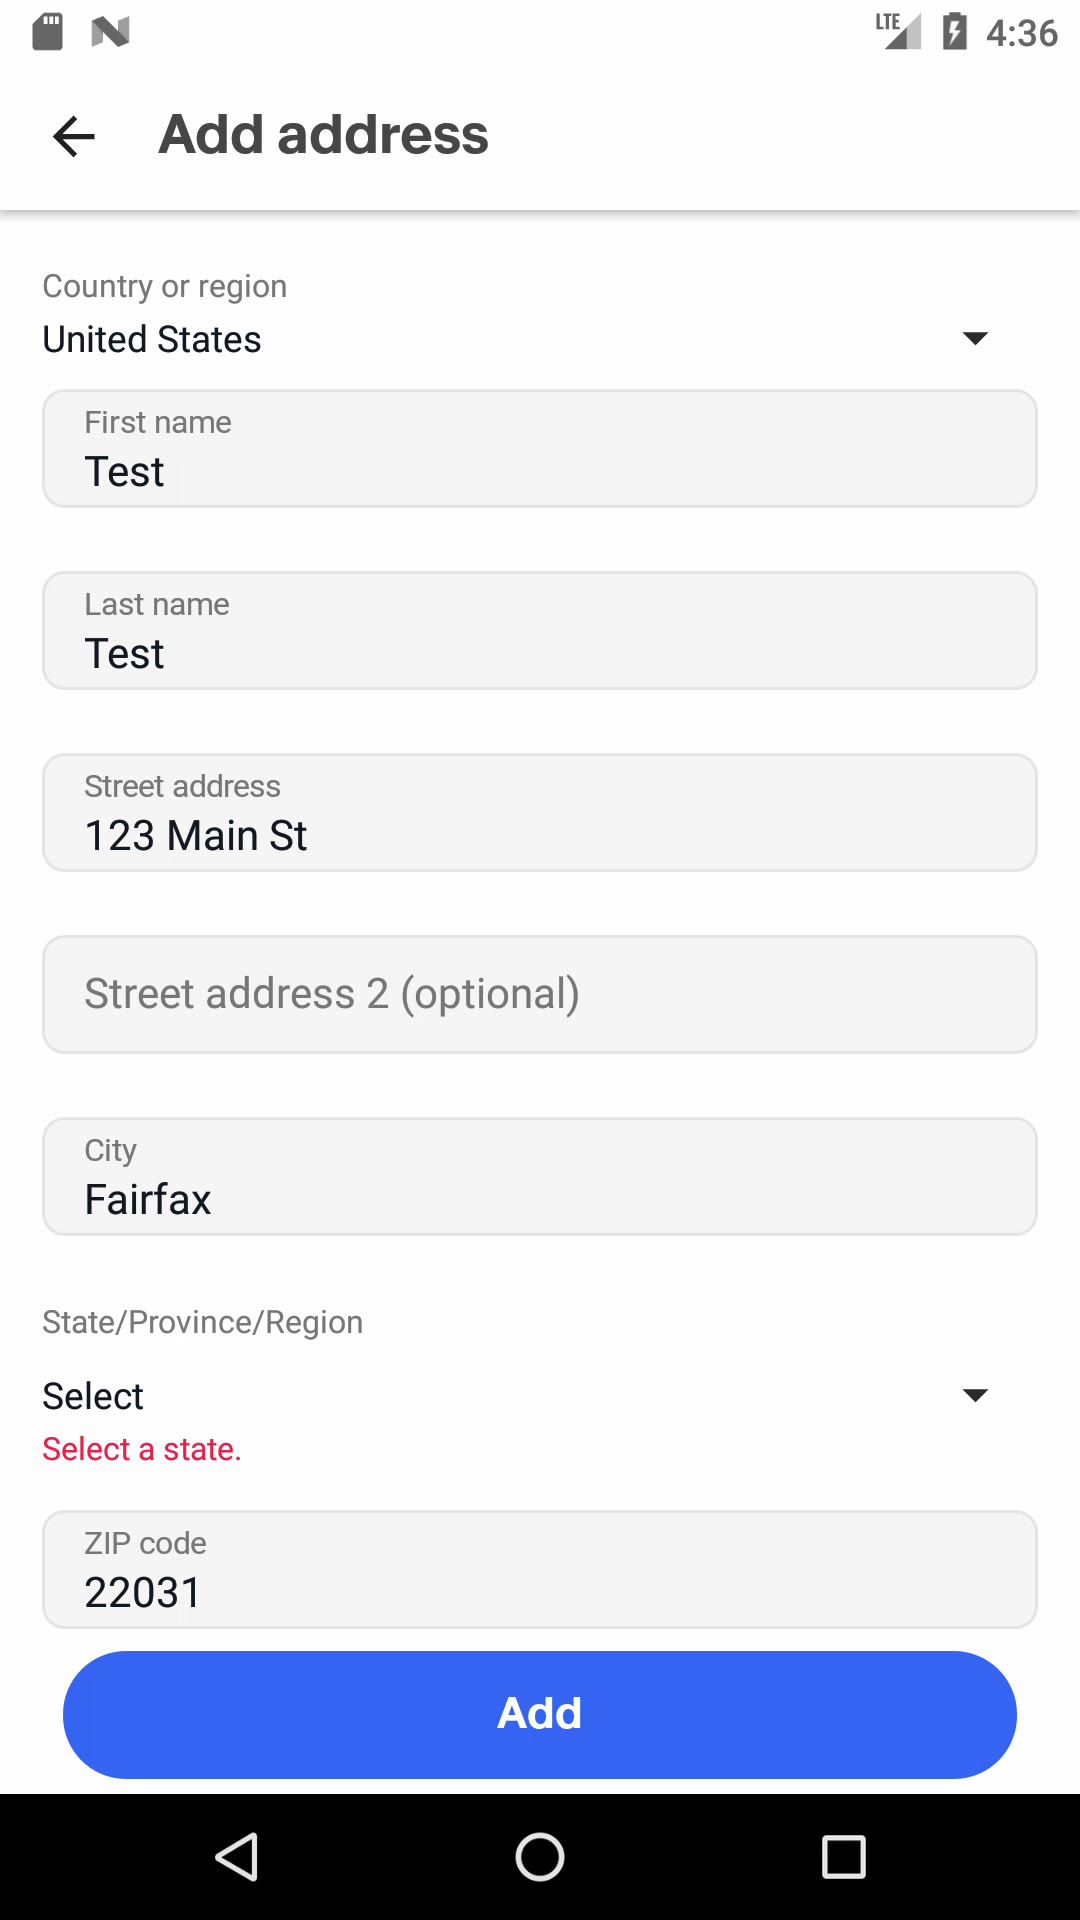 LTE 4:36
Add address
Country or region
United States
First name
Test
Last name
Test
Street address
123 Main St
Street address 2 (optional)
City
Fairfax
State/Province/Region
Select
Select a state.
ZIP code
22031
Add